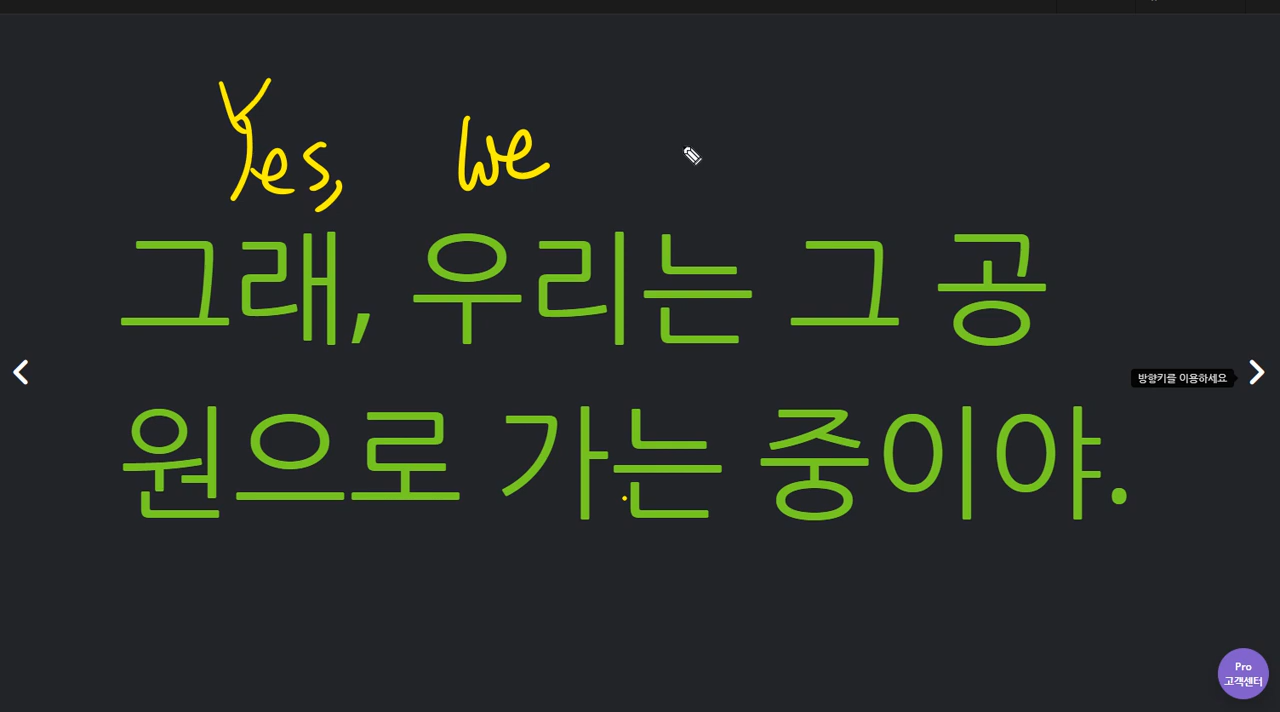 Yes, we
그래, 우리는 그 공
원으로 가는 중이야.
방향키를 이용하세요
Pro
고객센터